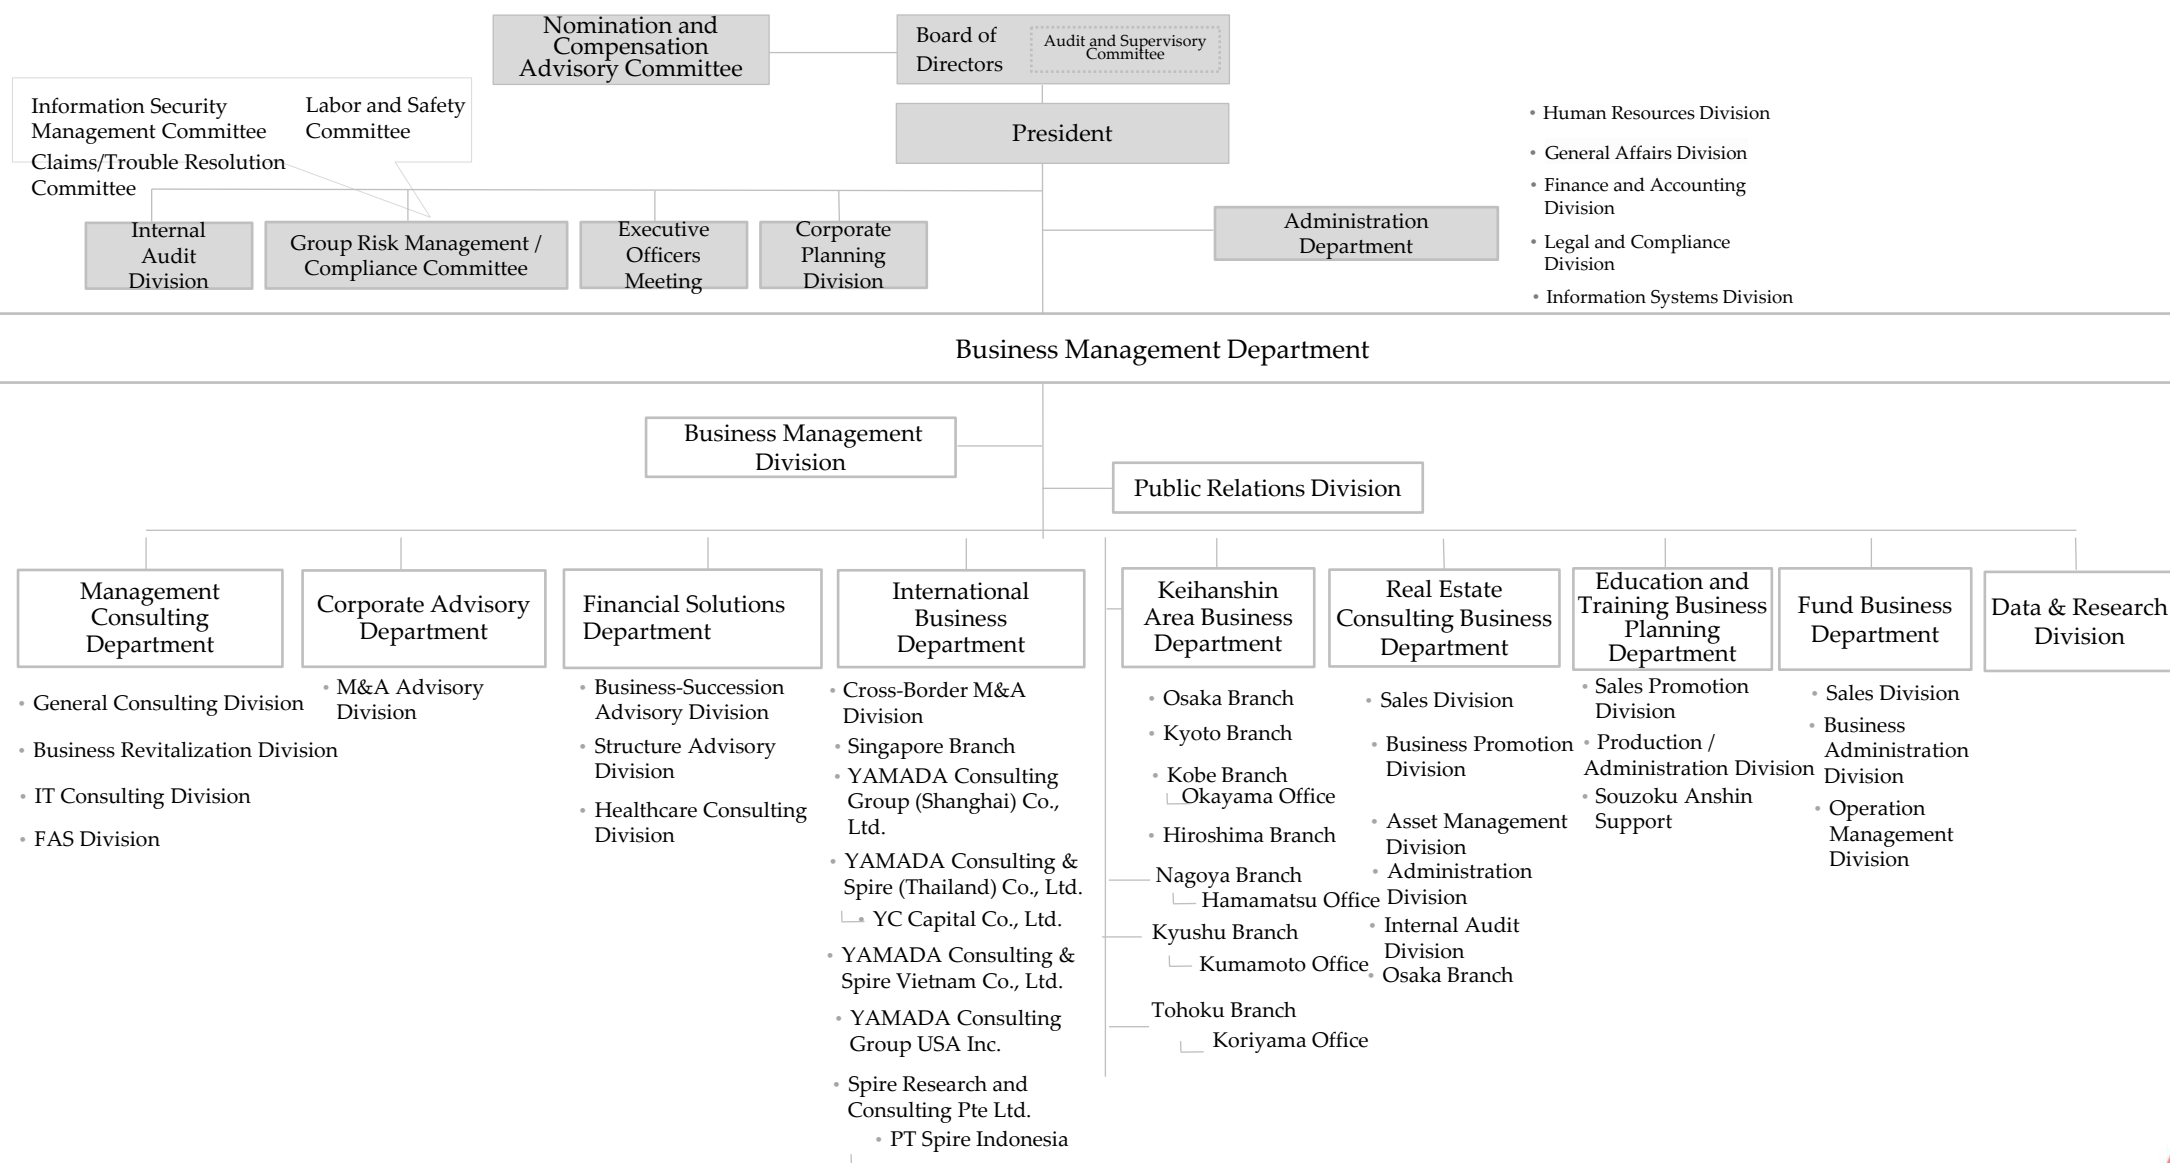 Nomination and
Compensation
Advisory Committee
Board of
Directors
Audit and Supervisory
Committee
President
Information Security
Management Committee
Labor and Safety
Committee
Claims/Trouble Resolution
Committee
Internal
Audit
Division
Group Risk Management /
Compliance Committee
Executive
Officers
Meeting
Corporate
Planning
Division
Administration
Department
• Human Resources Division
• General Affairs Division
• Finance and Accounting
Division
• Legal and Compliance
Division
• Information Systems Division
Business Management Department
Business Management
Division
Public Relations Division
Management
Consulting
Department
• General Consulting Division
• Business Revitalization Division
• IT Consulting Division
• FAS Division
Corporate Advisory
Department
• M&A Advisory
Division
Financial Solutions
Department
• Business-Succession
Advisory Division
• Structure Advisory
Division
• Healthcare Consulting
Division
International
Business
Department
• Cross-Border M&A
Division
• Singapore Branch
• YAMADA Consulting
Group (Shanghai) Co.,
Ltd.
• YAMADA Consulting &
Spire (Thailand) Co., Ltd.
• YC Capital Co., Ltd.
• YAMADA Consulting &
Spire Vietnam Co., Ltd.
• YAMADA Consulting
Group USA Inc.
• Spire Research and
Consulting Pte Ltd.
• PT Spire Indonesia
Keihanshin
Area Business
Department
• Osaka Branch
• Kyoto Branch
• Kobe Branch
Okayama Office
• Hiroshima Branch
Nagoya Branch
Hamamatsu Office
Kyushu Branch
Kumamoto Office
Tohoku Branch
Koriyama Office
Real Estate
Consulting Business
Department
• Sales Division
• Business Promotion
Division
• Asset Management
Division
• Administration
Division
• Internal Audit
Division
• Osaka Branch
Education and
Training Business
Planning
Department
• Sales Promotion
Division
• Production /
Administration Division
• Souzoku Anshin
Support
Fund Business
Department
• Sales Division
• Business
Administration
Division
• Operation
Management
Division
Data & Research
Division